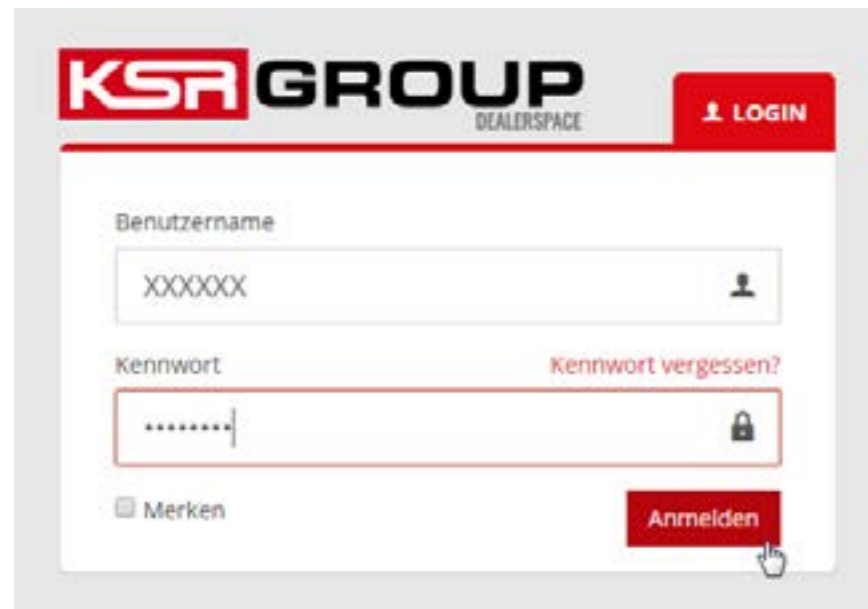 KSR GROUP
DEALERSPACE
LOGIN
Benutzername
XXXXXX
Kennwort
Kennwort vergessen?
••••••••
Merken
Anmelden